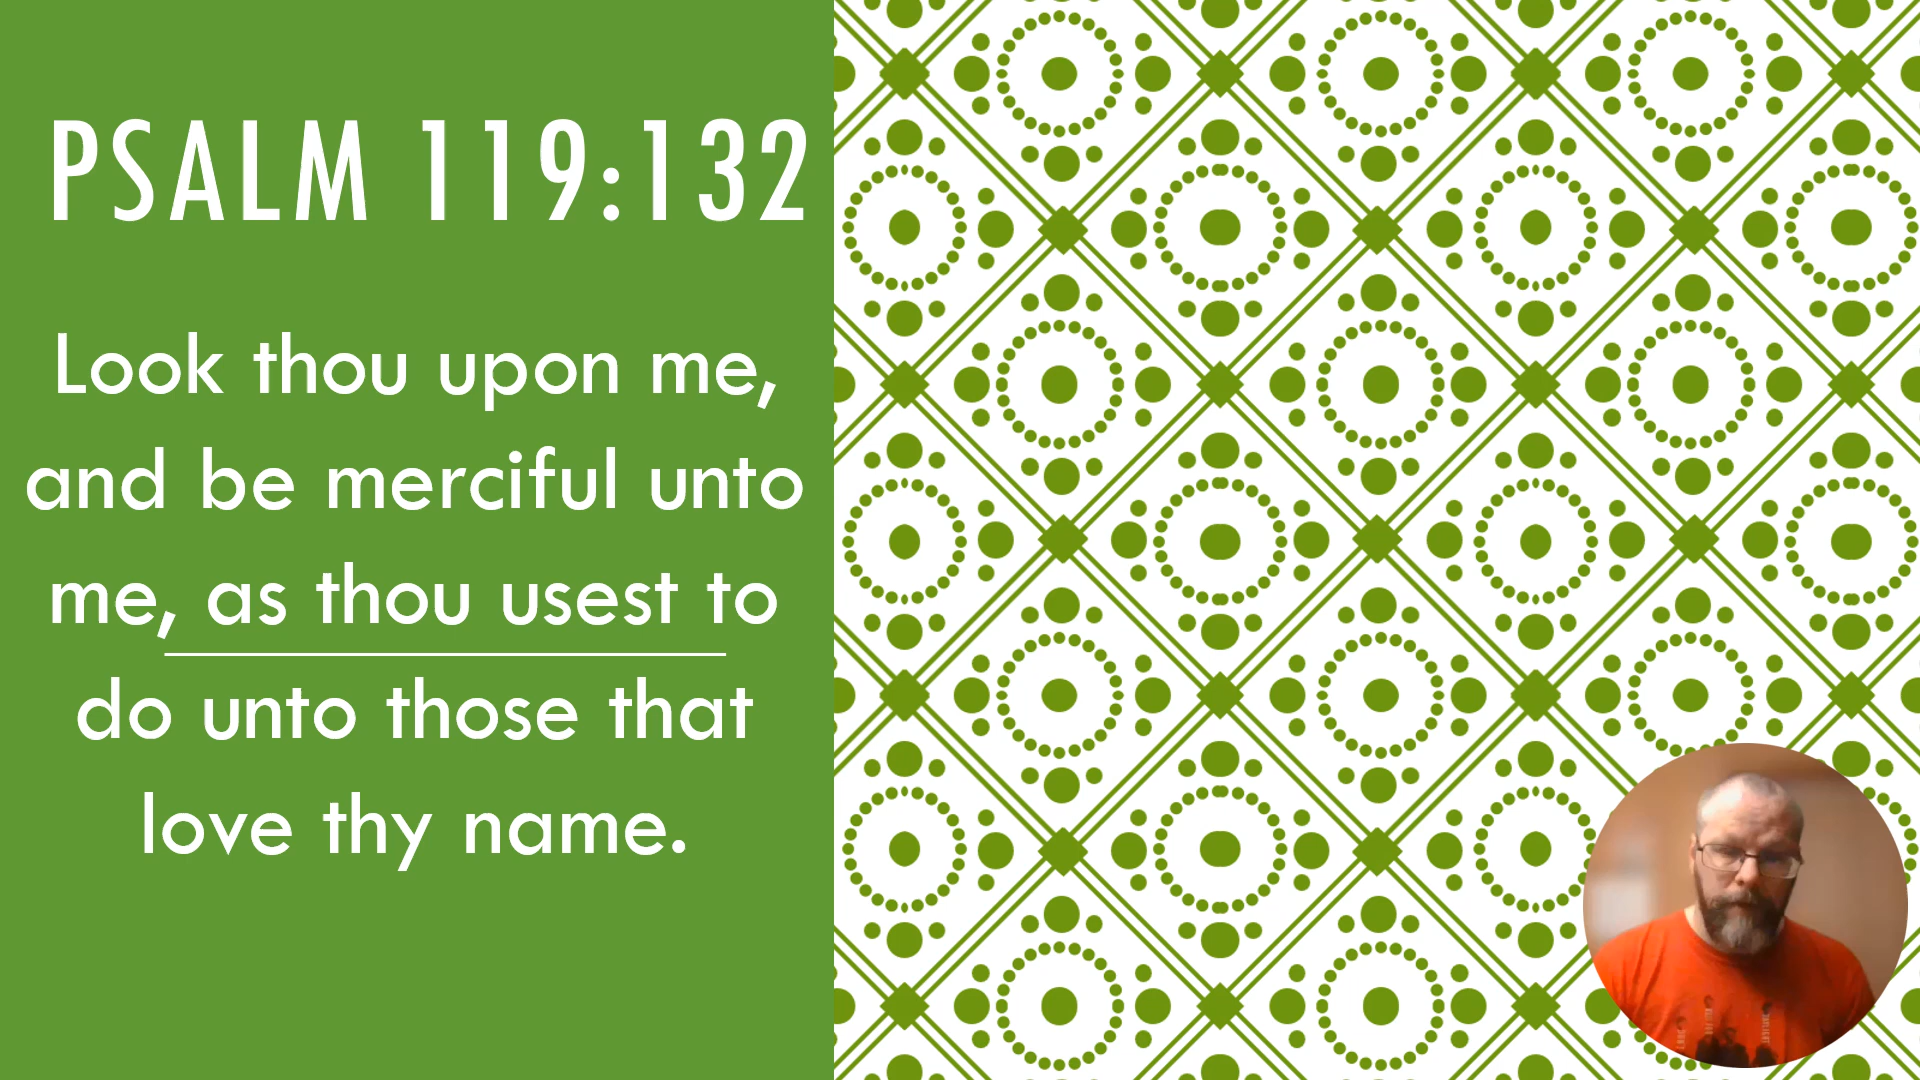 PSALM 119:132
Look thou upon me,
and be merciful unto
me, as thou usest to
do unto those that
love thy name.